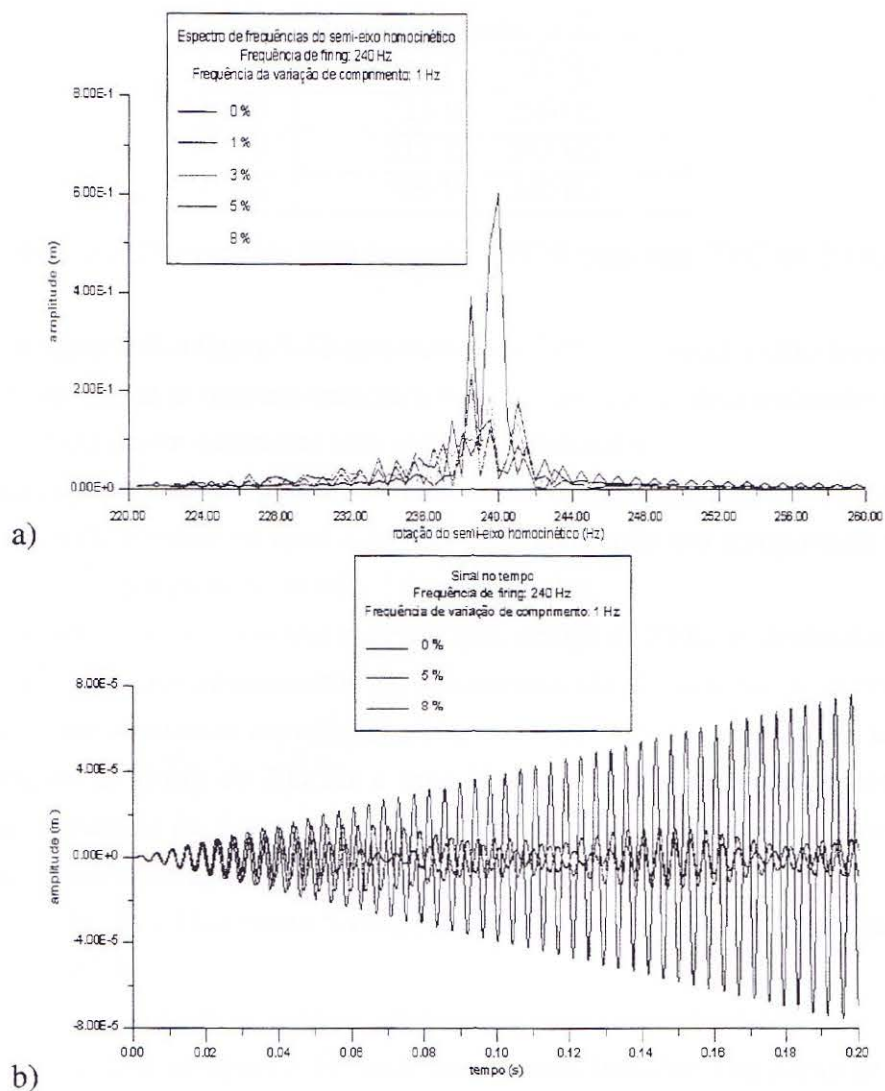 Espectro de frequências do semi-eixo homocinético
Frequência de firing: 240 Hz
Frequência da variação de comprimento: 1 Hz
0 %
1 %
3 %
5 %
8 %
8.00E-1
6.00E-1
4.00E-1
2.00E-1
0.00E+0
amplitude (m)
220.00 224.00 228.00 232.00 236.00 240.00 244.00 248.00 252.00 256.00 260.00
rotação do semi-eixo homocinético (Hz)
a)
Sinal no tempo
Frequência de firing: 240 Hz
Frequência de variação de comprimento: 1 Hz
0 %
5 %
8 %
8.00E-5
4.00E-5
0.00E+0
-4.00E-5
-8.00E-5
amplitude (m)
0.00 0.02 0.04 0.06 0.08 0.10 0.12 0.14 0.16 0.18 0.20
tempo (s)
b)